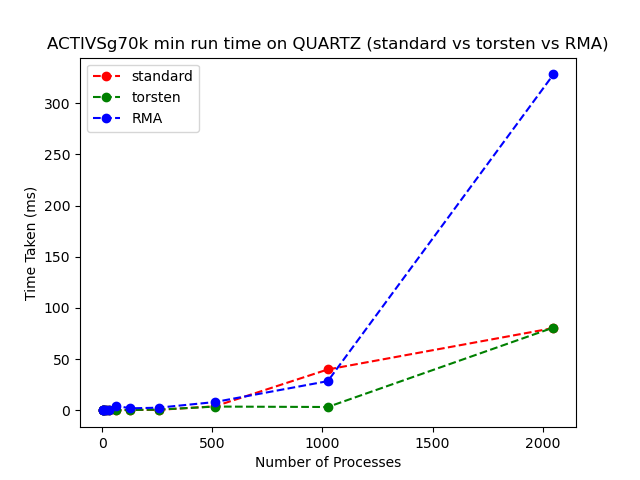 ACTIVSg70k min run time on QUARTZ (standard vs torsten vs RMA)
standard
torsten
RMA
Time Taken (ms)
300
250
200
150
100
50
0
0 500 1000 1500 2000
Number of Processes